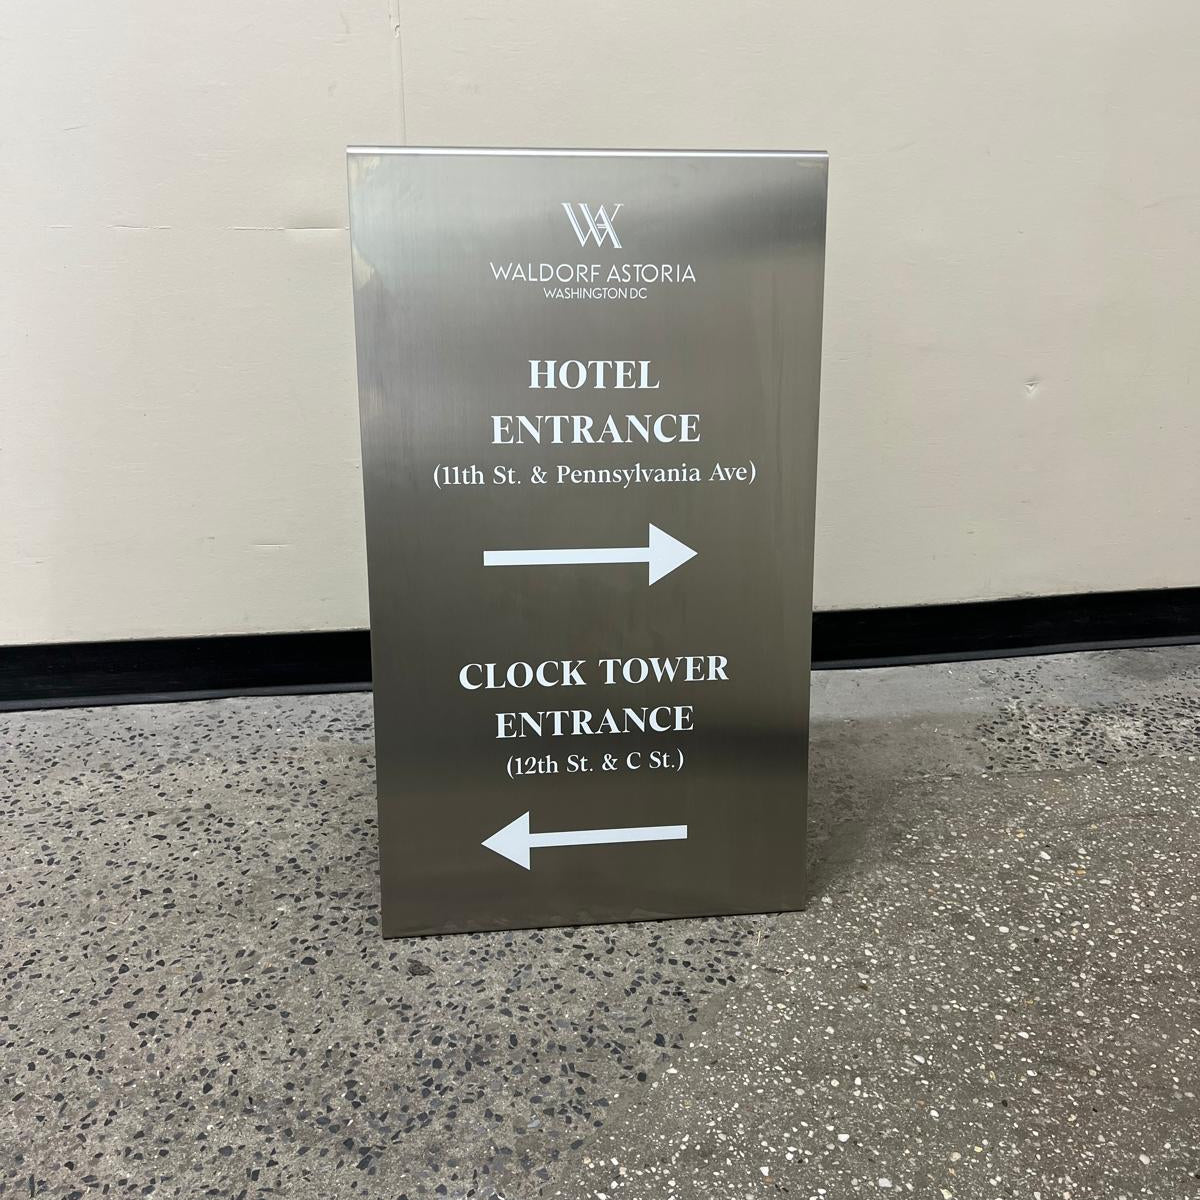 WA
WALDORF ASTORIA
WASHINGTON DC
HOTEL
ENTRANCE
(11th St. & Pennsylvania Ave)
CLOCK TOWER
ENTRANCE
(12th St. & C St.)